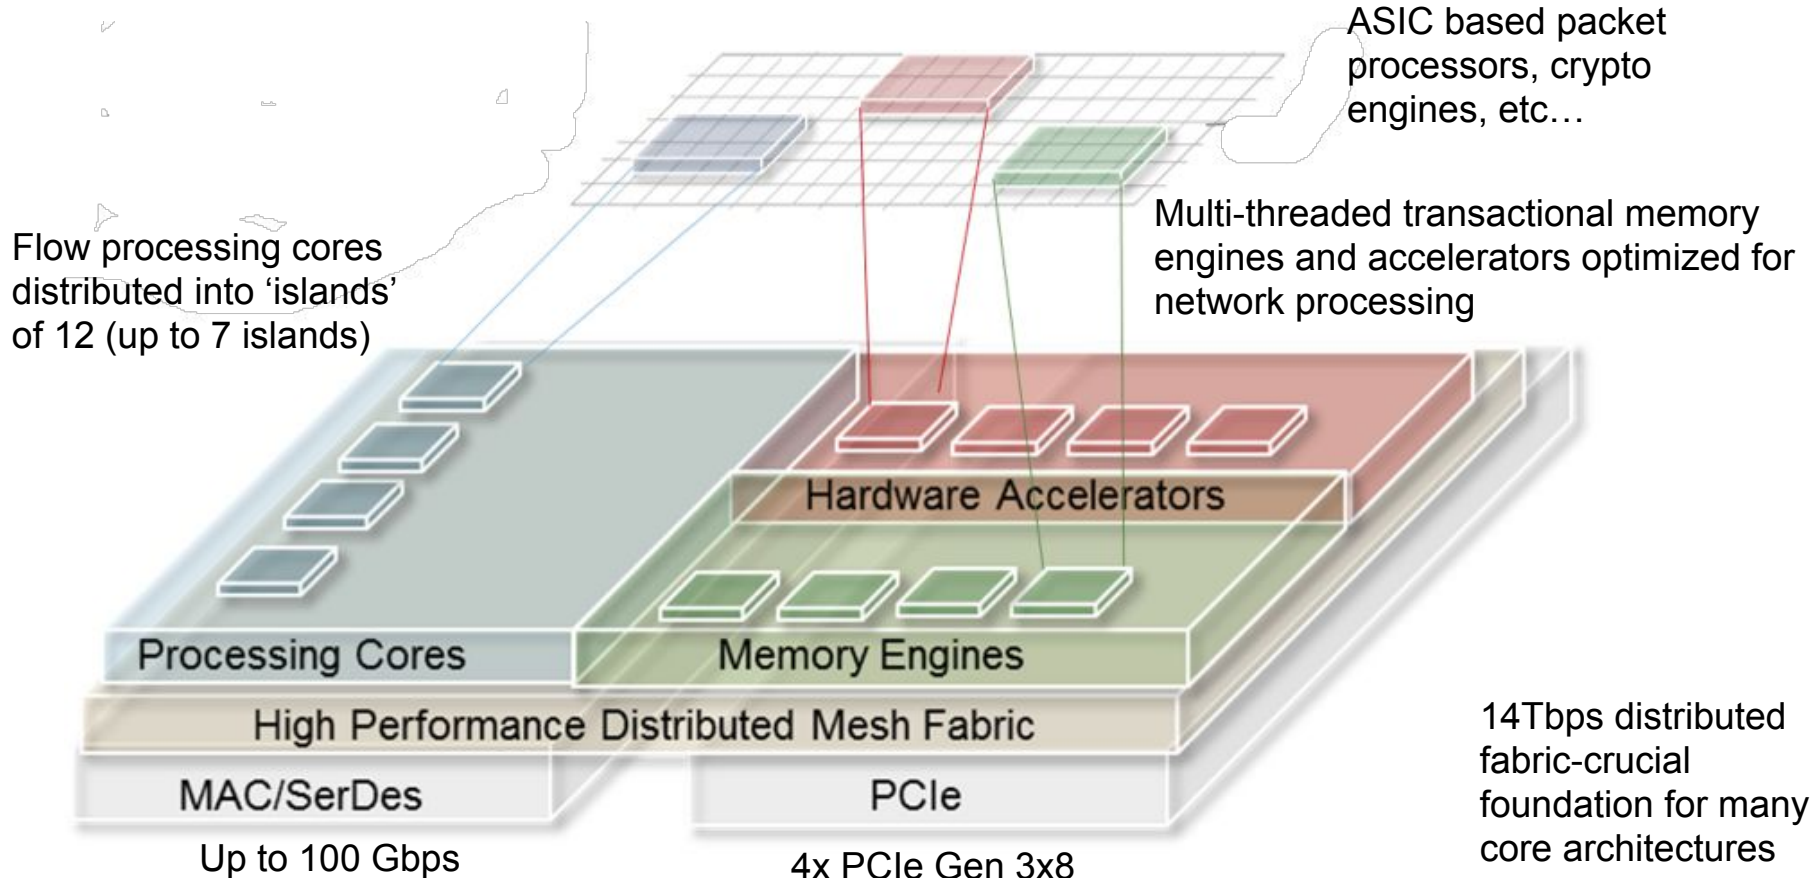 ASIC based packet
processors, crypto
engines, etc…
Multi-threaded transactional memory
engines and accelerators optimized for
network processing
Flow processing cores
distributed into ‘islands’
of 12 (up to 7 islands)
Hardware Accelerators
Processing Cores
Memory Engines
High Performance Distributed Mesh Fabric
MAC/SerDes
PCIe
Up to 100 Gbps
4x PCIe Gen 3x8
14Tbps distributed
fabric-crucial
foundation for many
core architectures